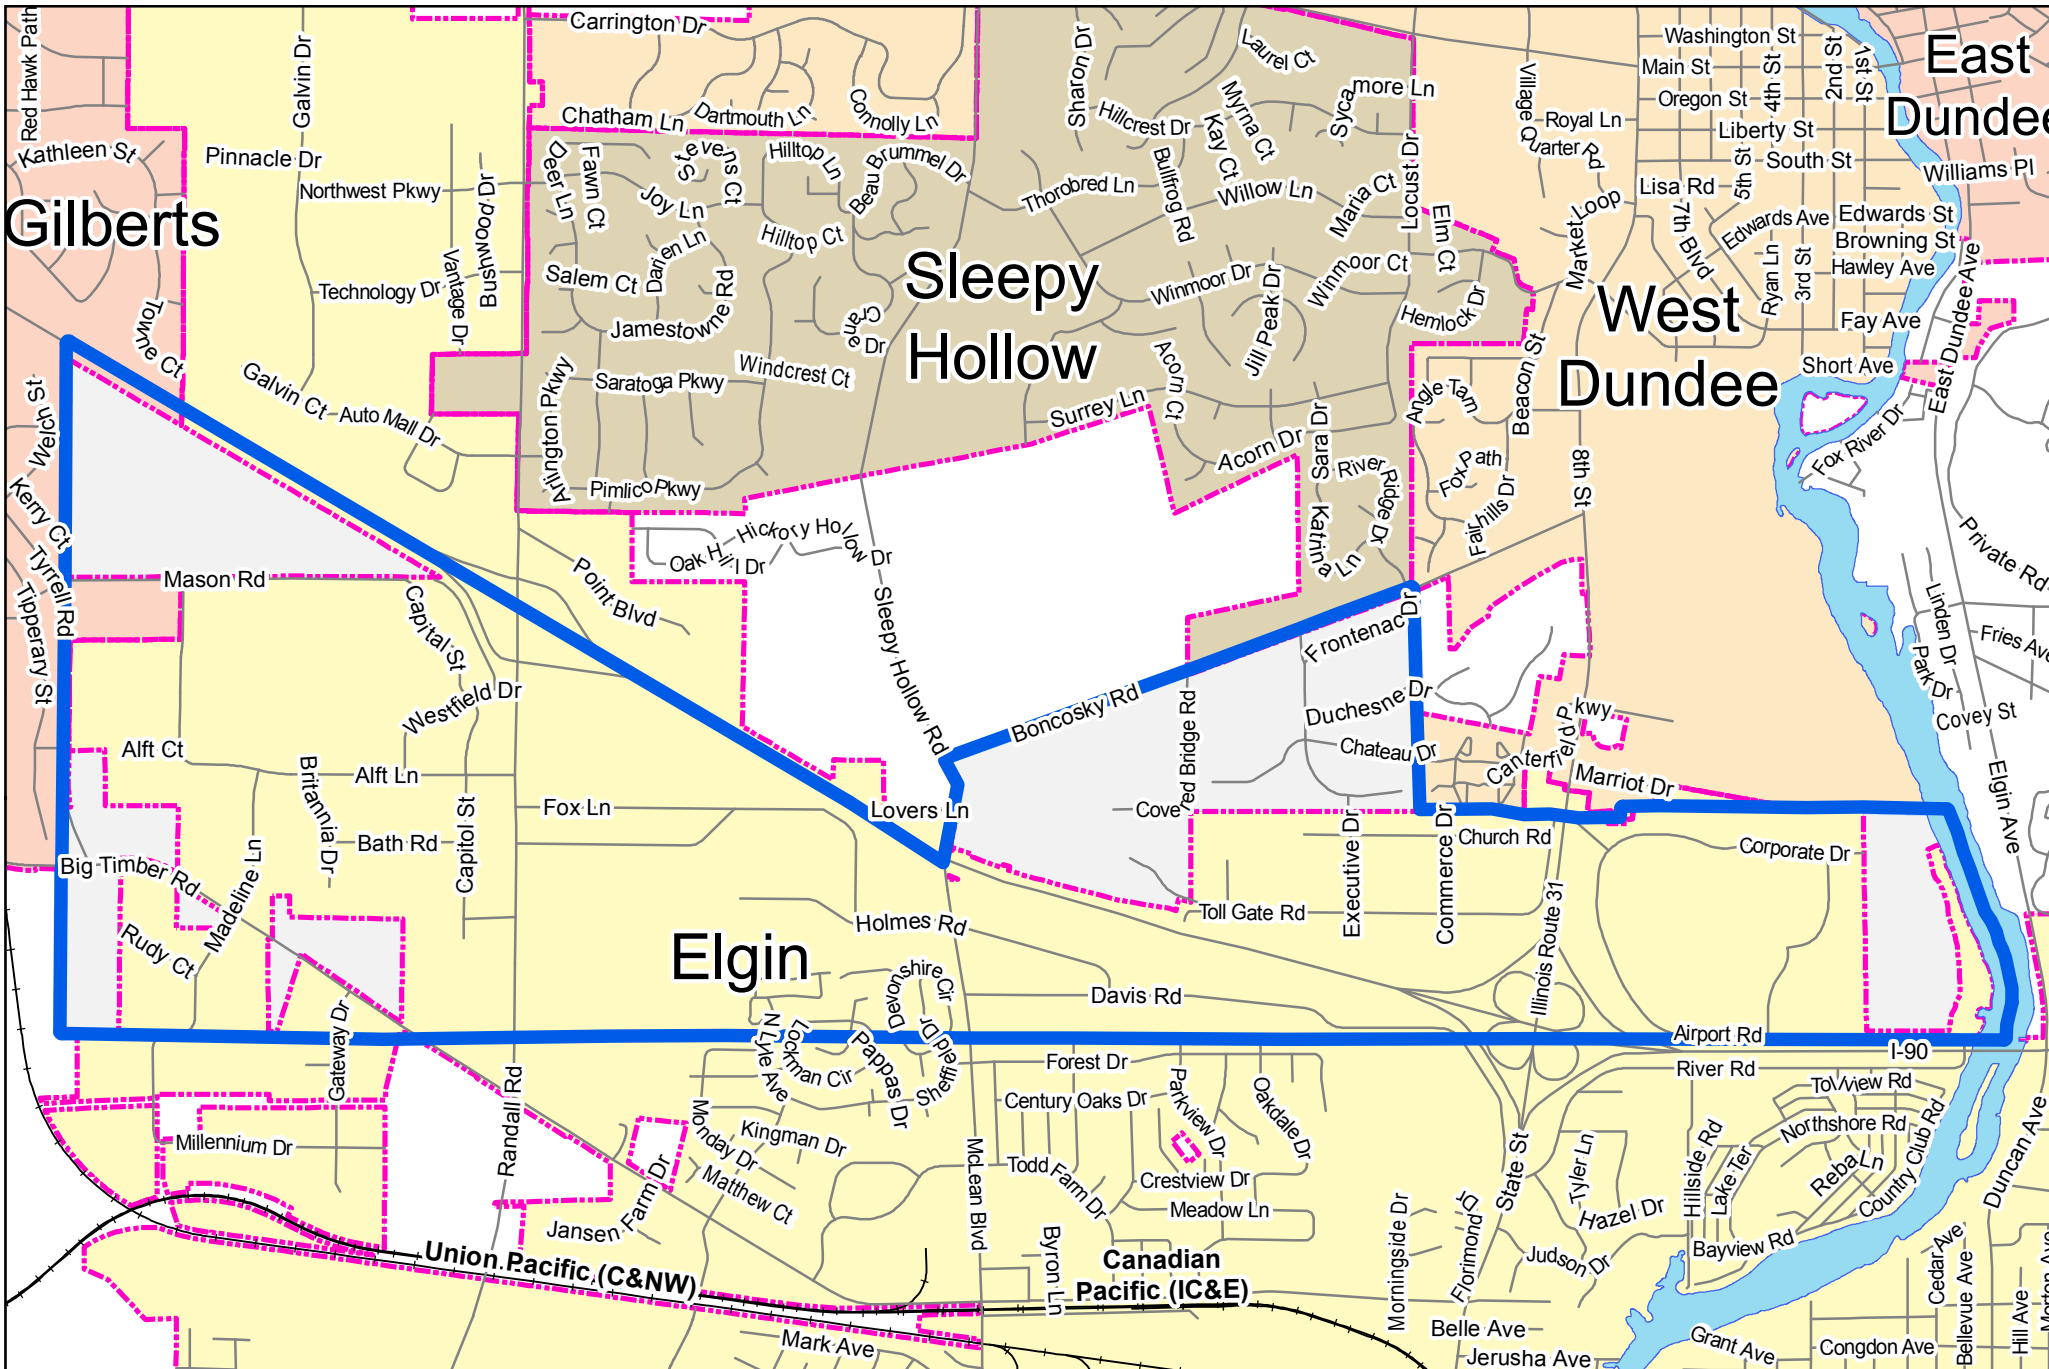 Carrington Dr
Red Hawk Path
Galvin Dr
Sharon Dr
Laurel Ct
Village Quarter Rd
Washington St
Main St
4th St
2nd St
1st St
East
Dundee
Oregon St
Sycamore Ln
Chatham Ln
Dartmouth Ln
Connolly Ln
Hillcrest Dr
Myrna Ct
Kay Ct
Royal Ln
Liberty St
South St
5th St
Williams Pl
Kathleen St
Pinnacle Dr
Northwest Pkwy
Deer Ln
Fawn Ct
Stevens Ct
Hilltop Ln
Beau Brummel Dr
Thorobred Ln
Bullfrog Rd
Willow Ln
Maria Ct
Locust Dr
Elm Ct
Market Loop
Lisa Rd
7th Blvd
Edwards Ave
Edwards St
Browning St
Hawley Ave
Gilberts
Joy Ln
Hilltop Ct
Darien Ln
Salem Ct
Vantage Dr
Brunswood Dr
Technology Dr
Sleepy
Hollow
Winmoor Dr
Jill Peak Dr
Winmoor Ct
Hemlock Dr
West
Dundee
Ryan Ln
3rd St
Fay Ave
Short Ave
East Dundee Ave
Towne Ct
Jamestowne Rd
Crane Dr
Galvin Ct
Auto Mall Dr
Arlington Pkwy
Saratoga Pkwy
Windcrest Ct
Acorn Ct
Surrey Ln
Acorn Dr
Sara Dr
Angle Tarn
Beacon St
Fox River Dr
Welch St
Kerry Ct
Tyrrell Rd
Tipperary St
Pimlico Pkwy
River Ridge Dr
Katrina Ln
Fox Path
Fairhills Dr
8th St
Private Rd
Mason Rd
Oak Hill Dr
Hickory Hollow Dr
Point Blvd
Sleepy Hollow Rd
Capital St
Westfield Dr
Boncosky Rd
Frontenac Dr
Duchesne Dr
Chateau Dr
Covered Bridge Rd
Canterfield Pkwy
Marriot Dr
Linden Dr
Park Dr
Fries Ave
Covey St
Elgin Ave
Alft Ct
Alft Ln
Britannia Dr
Bath Rd
Capitol St
Fox Ln
Lovers Ln
Executive Dr
Commerce Dr
Church Rd
Corporate Dr
Big Timber Rd
Madeline Ln
Rudy Ct
Elgin
Holmes Rd
Toll Gate Rd
Illinois Route 31
Devonshire Cir
Davis Rd
Airport Rd
I-90
River Rd
Gateway Dr
N Lyle Ave
Lockman Cir
Pappas Dr
Sheffield Dr
Forest Dr
Century Oaks Dr
Parkview Dr
Oakdale Dr
Randall Rd
Monday Dr
Kingman Dr
Matthew Ct
Millennium Dr
Jansen Farm Dr
McLean Blvd
Todd Farm Dr
Crestview Dr
Meadow Ln
Byron Ln
Morningside Dr
Florimond Dr
State St
Tyler Ln
Hazel Dr
Judson Dr
Hillside Rd
Lake Ter
Northshore Rd
Reba Ln
Country Club Rd
Bayview Rd
Duncan Ave
Union Pacific (C&NW)
Canadian
Pacific (IC&E)
Mark Ave
Belle Ave
Jerusha Ave
Grant Ave
Congdon Ave
Cedar Ave
Bellevue Ave
Hill Ave
Morton Ave